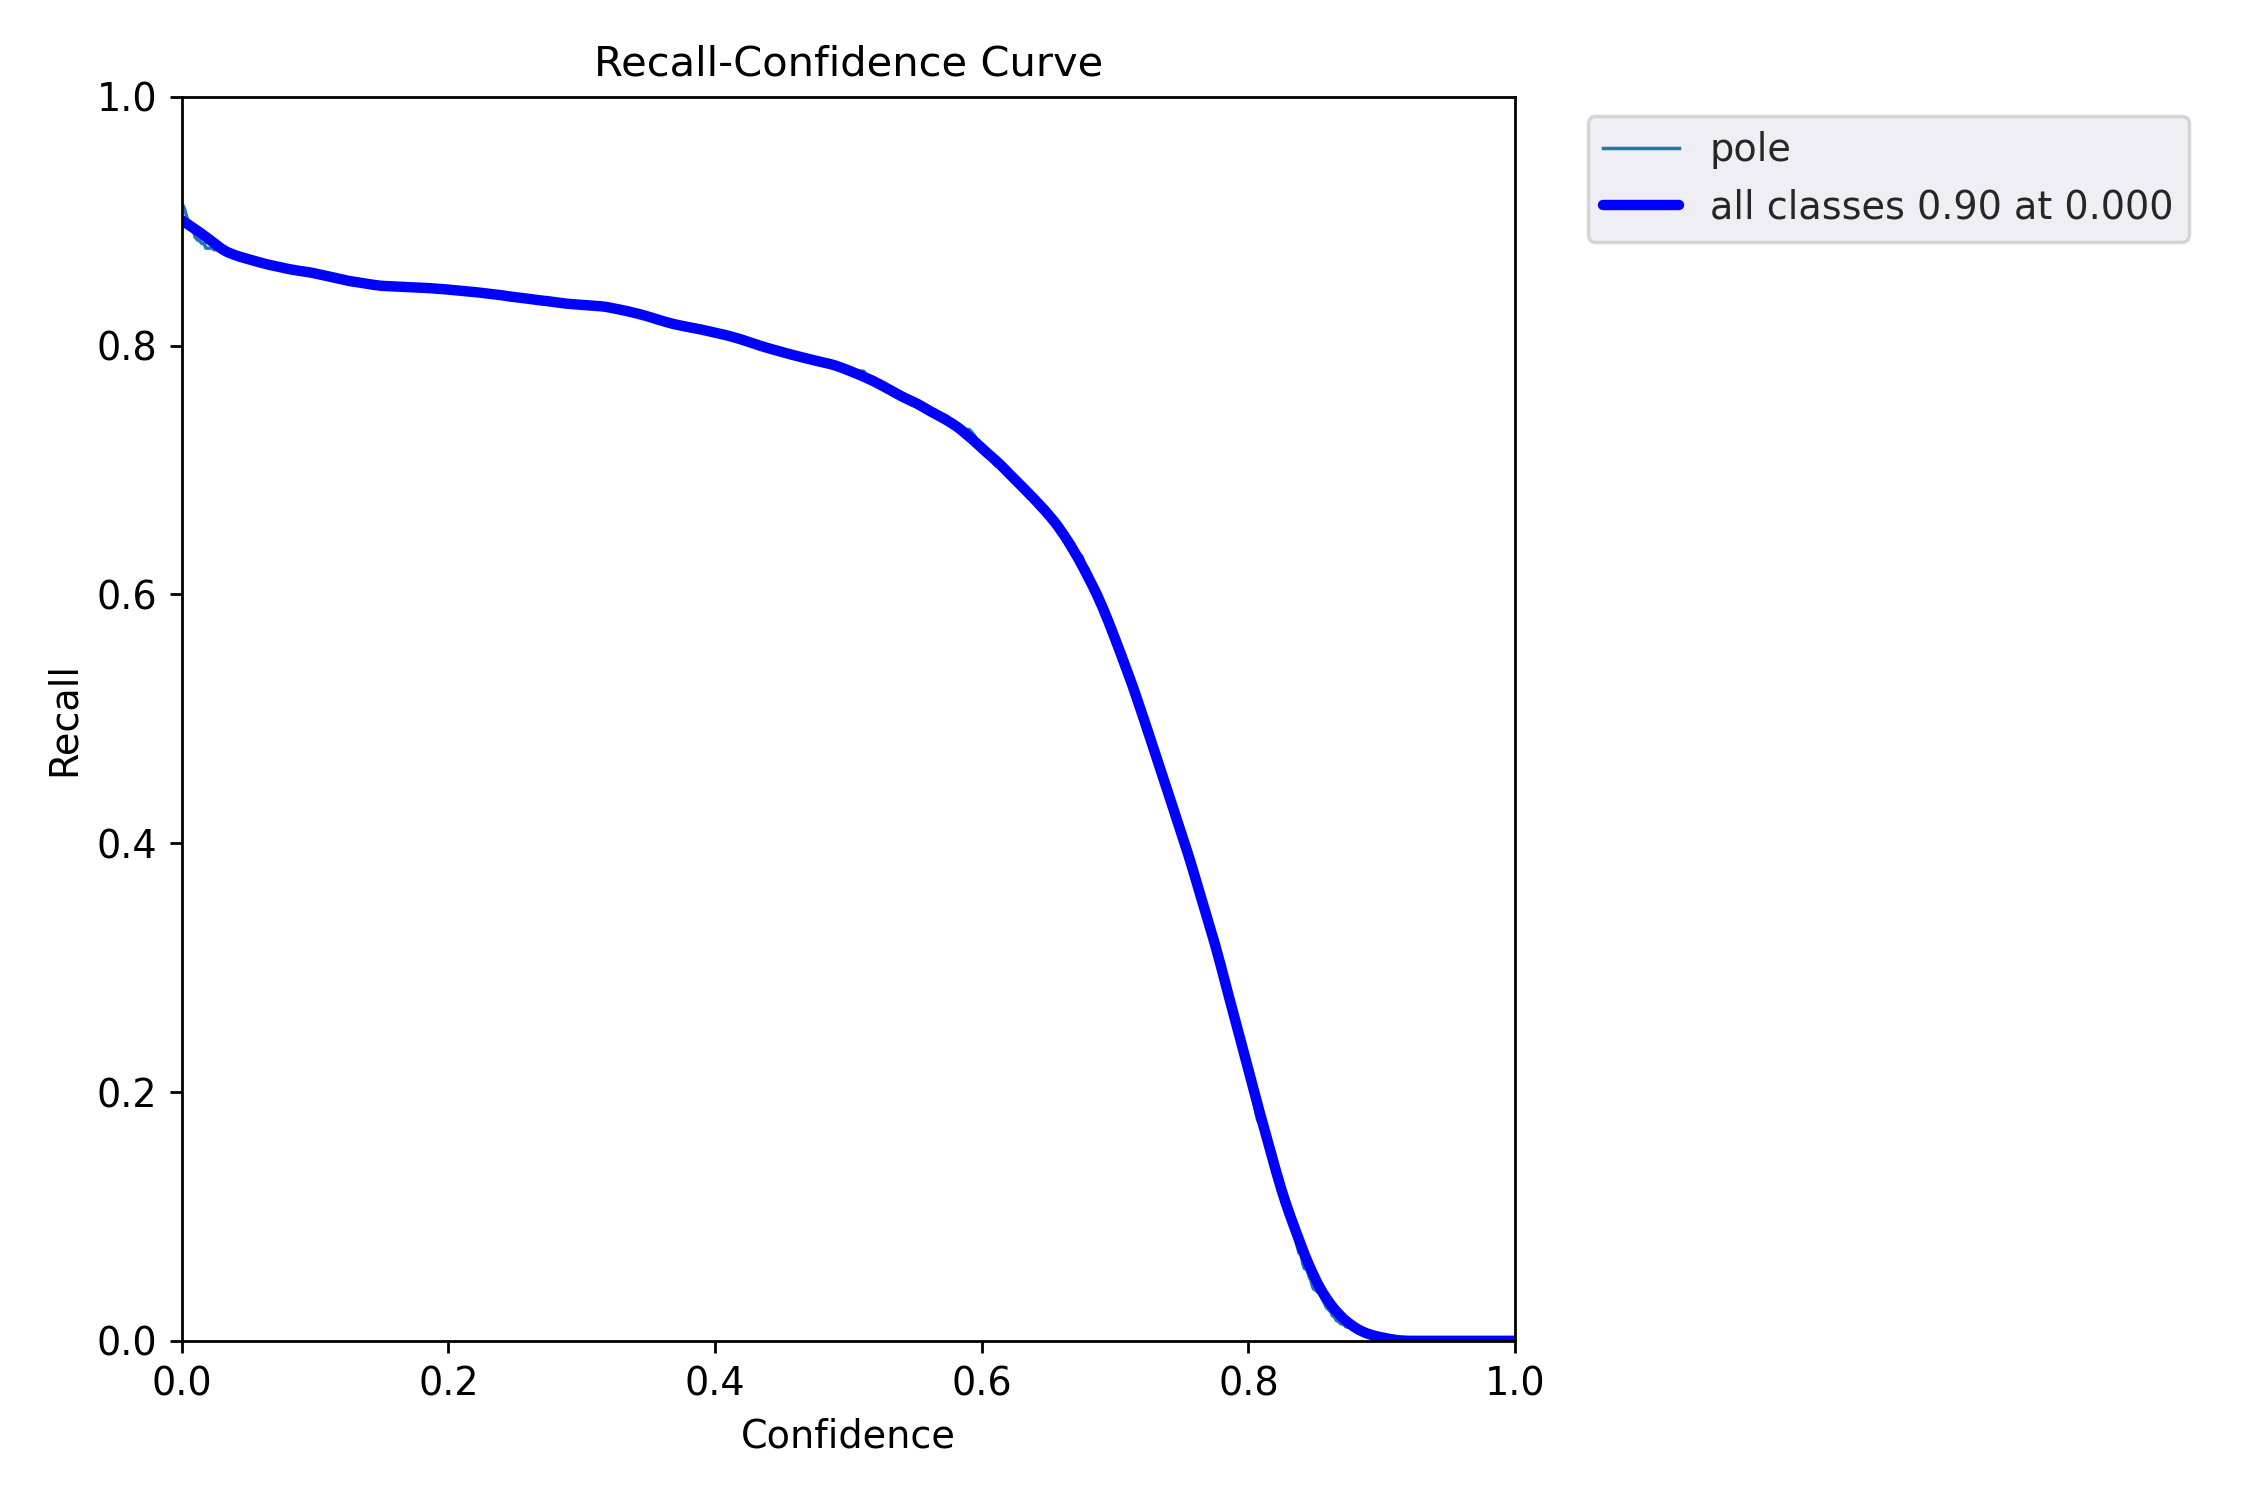 Recall-Confidence Curve
1.0
0.8
0.6
0.4
0.2
0.0
Recall
0.0 0.2 0.4 0.6 0.8 1.0
Confidence
pole
all classes 0.90 at 0.000